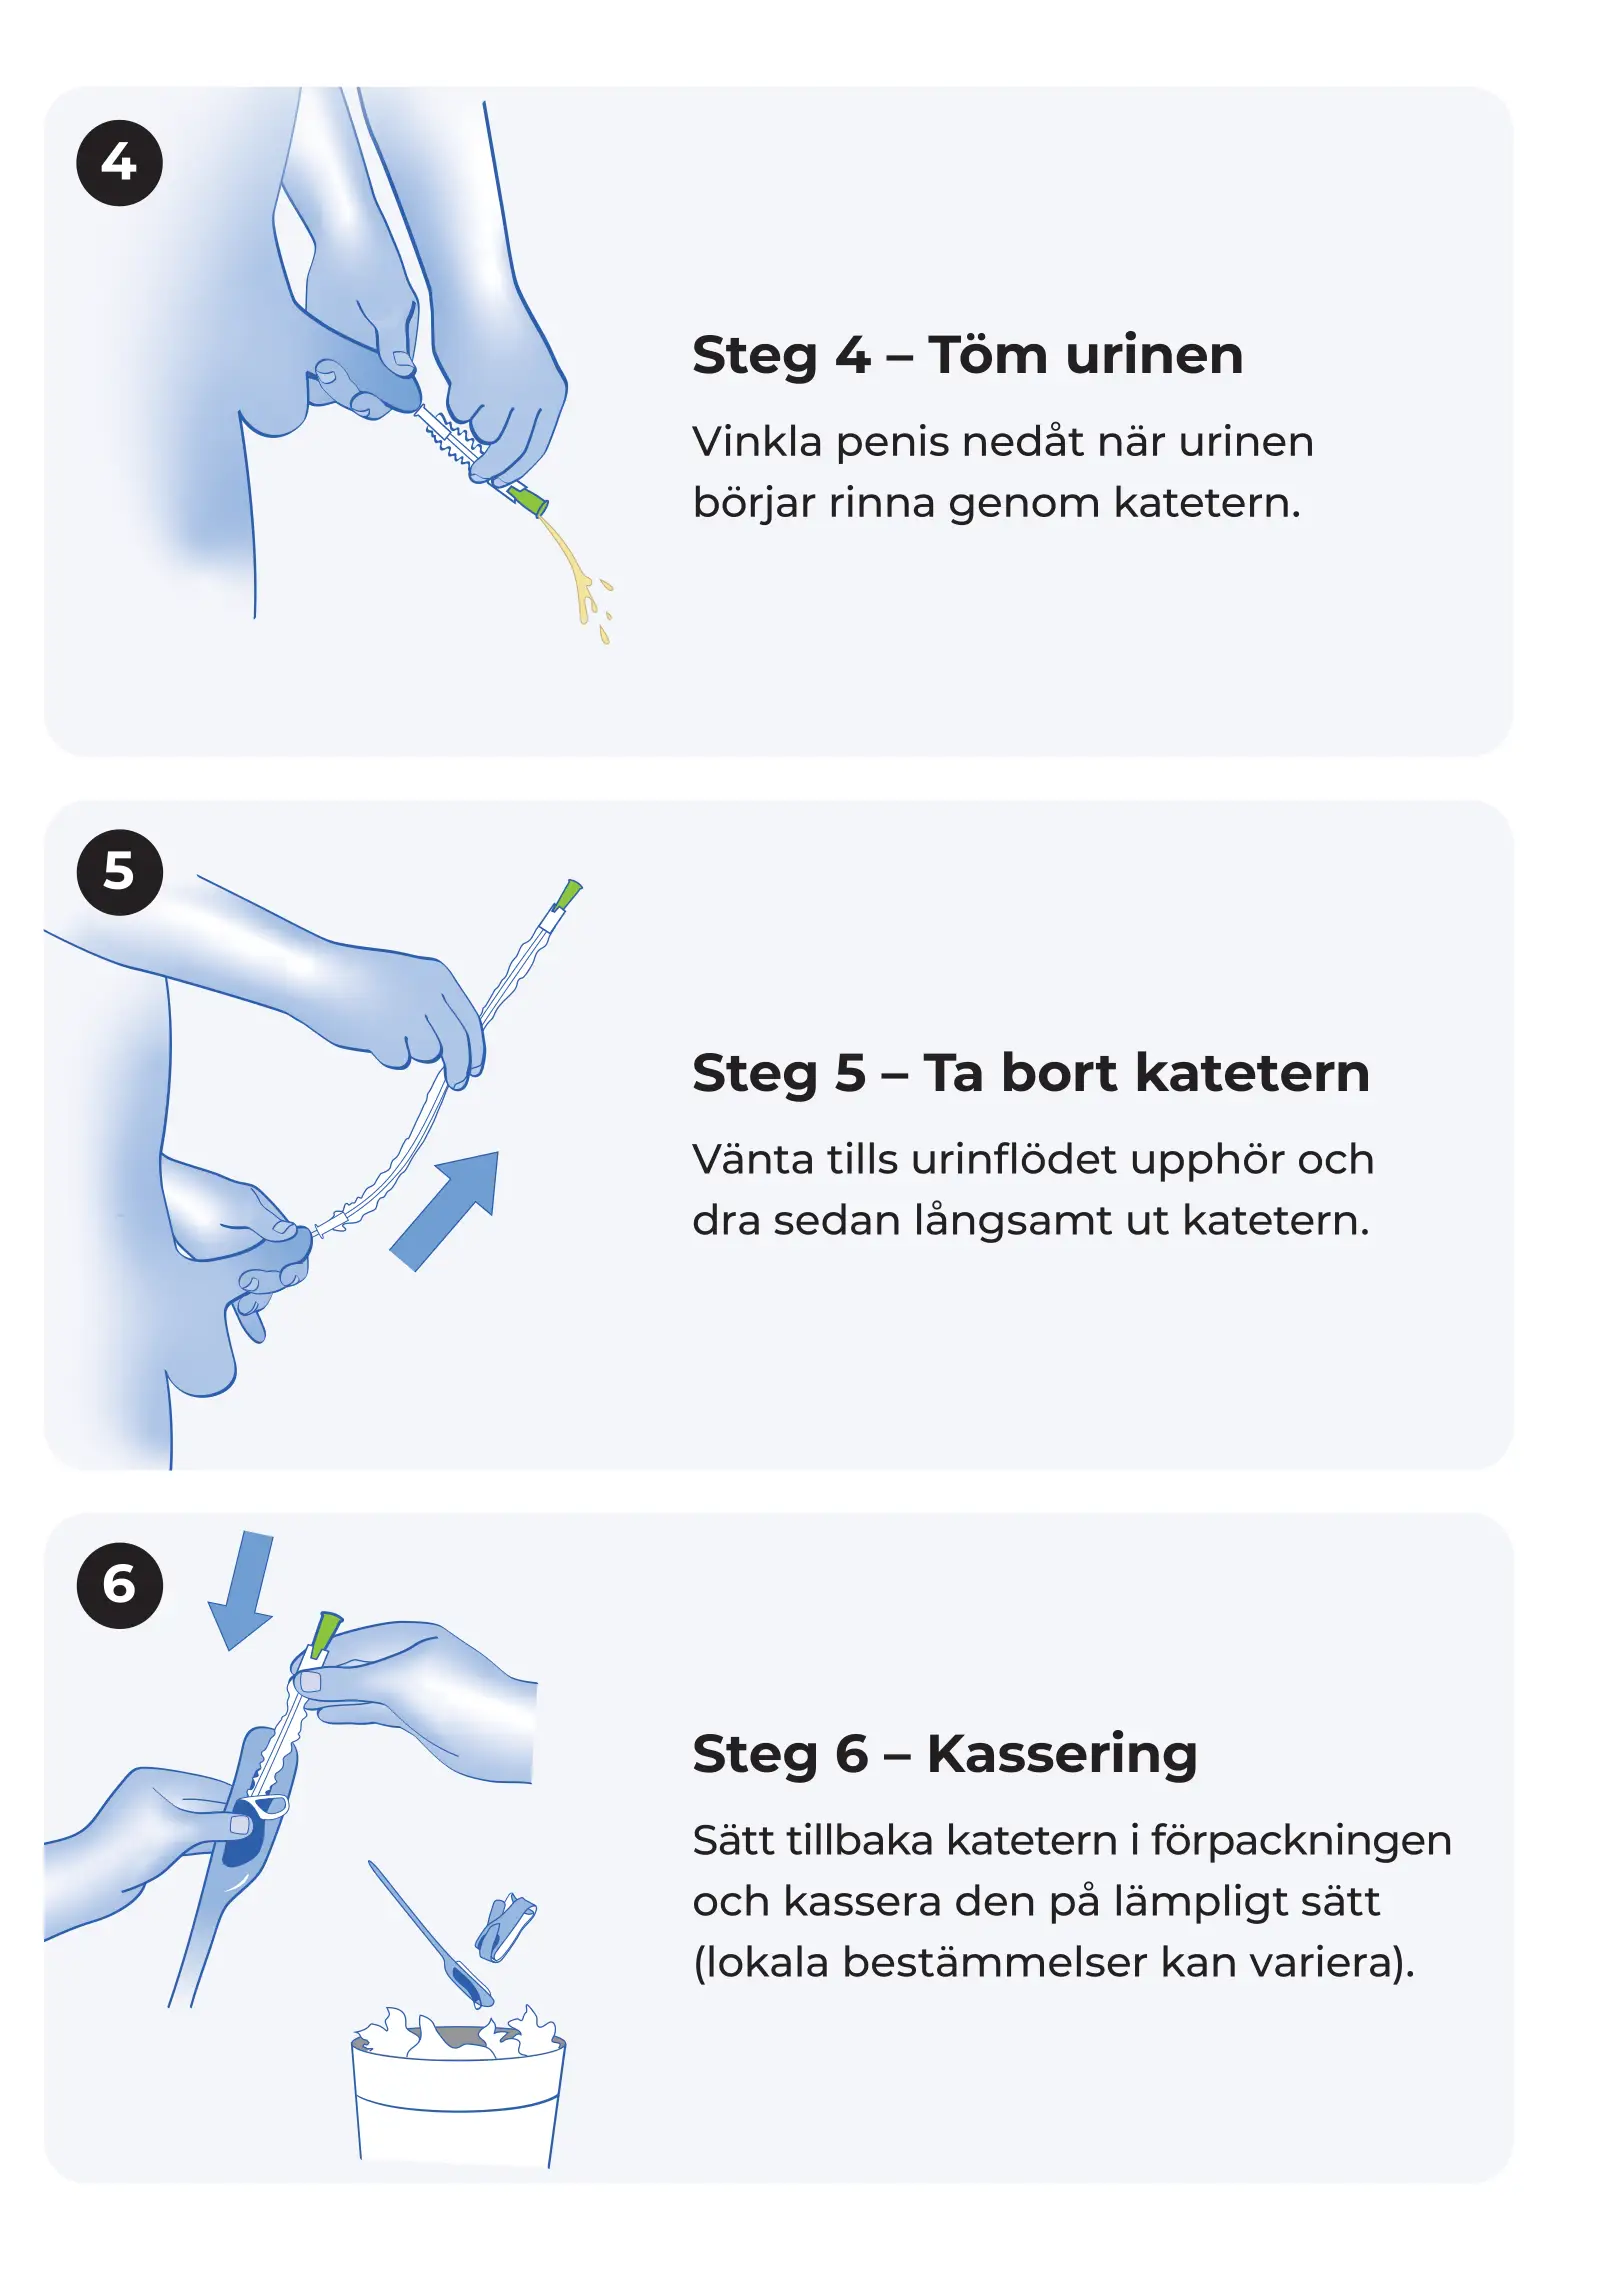 4
Steg 4 – Töm urinen
Vinkla penis nedåt när urinen
börjar rinna genom katetern.
5
Steg 5 – Ta bort katetern
Vänta tills urinflödet upphör och
dra sedan långsamt ut katetern.
6
Steg 6 – Kassering
Sätt tillbaka katetern i förpackningen
och kassera den på lämpligt sätt
(lokala bestämmelser kan variera).